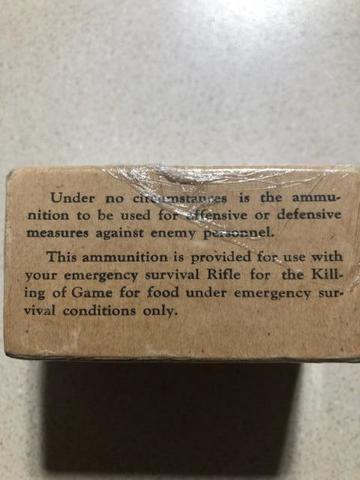 Under no circumstances is the ammu-
nition to be used for offensive or defensive
measures against enemy personnel.
This ammunition is provided for use with
your emergency survival Rifle for the Kill-
ing of Game for food under emergency sur-
vival conditions only.